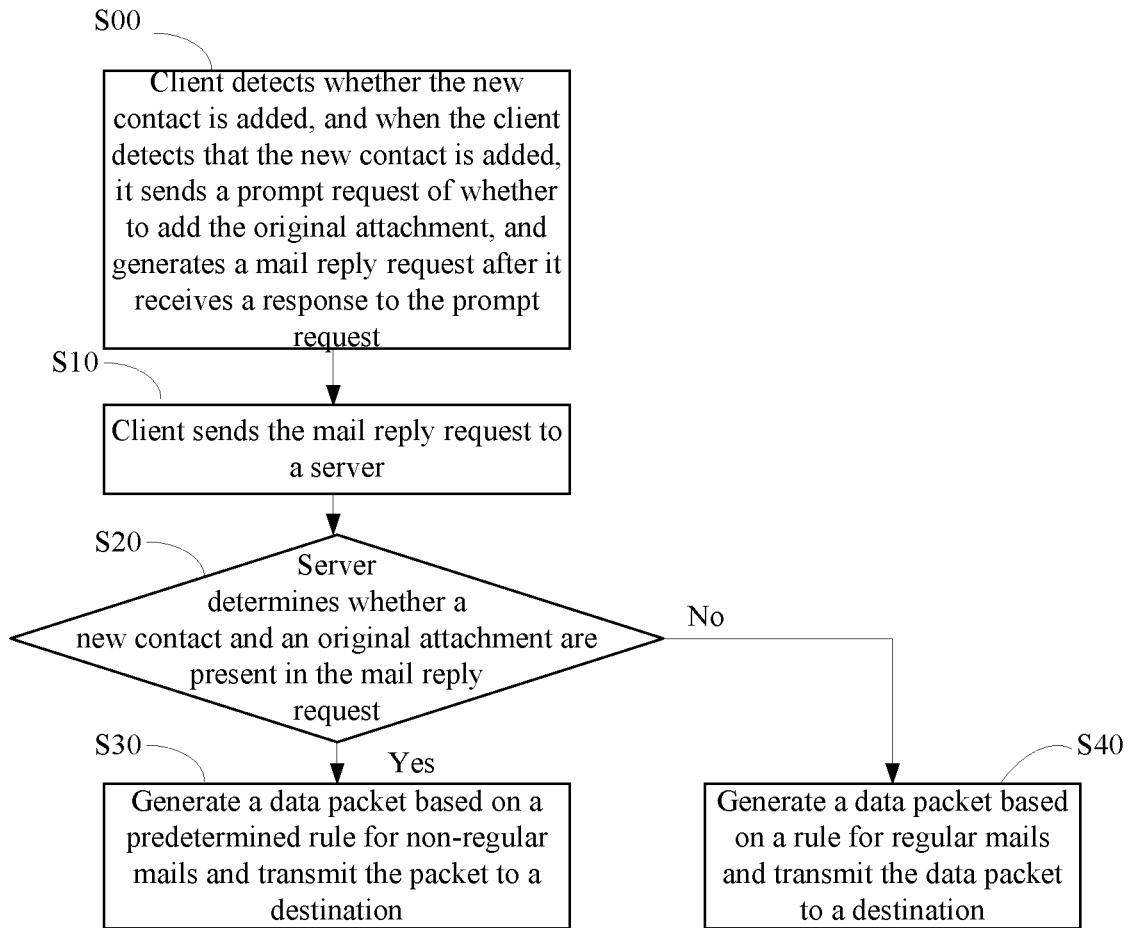 S00
Client detects whether the new
contact is added, and when the client
detects that the new contact is added,
it sends a prompt request of whether
to add the original attachment, and
generates a mail reply request after it
receives a response to the prompt
request
S10
Client sends the mail reply request to
a server
S20
Server
determines whether a
new contact and an original attachment are
present in the mail reply
request
No
Yes
S30
Generate a data packet based on a
predetermined rule for non-regular
mails and transmit the packet to a
destination
S40
Generate a data packet based
on a rule for regular mails
and transmit the data packet
to a destination